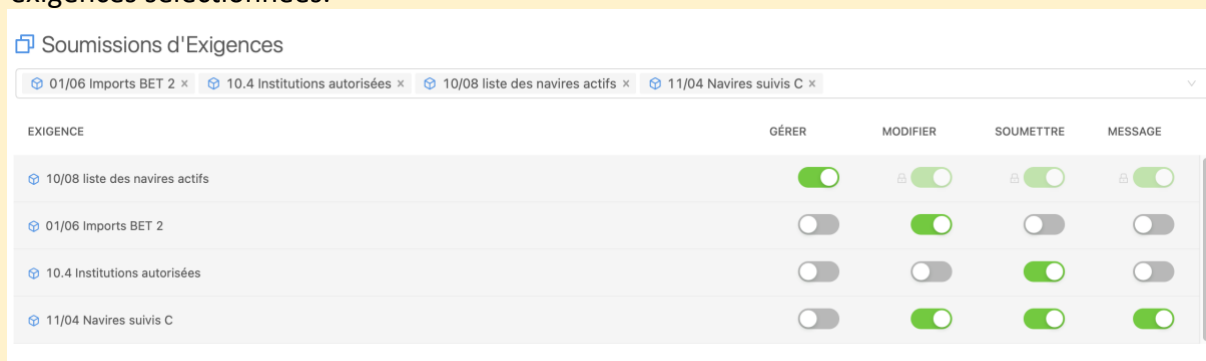 exigences sélectionnées.
Soumissions d'Exigences
01/06 Imports BET 2 × 10.4 Institutions autorisées × 10/08 liste des navires actifs × 11/04 Navires suivis C ×
EXIGENCE GÉRER MODIFIER SOUMETTRE MESSAGE
10/08 liste des navires actifs
01/06 Imports BET 2
10.4 Institutions autorisées
11/04 Navires suivis C